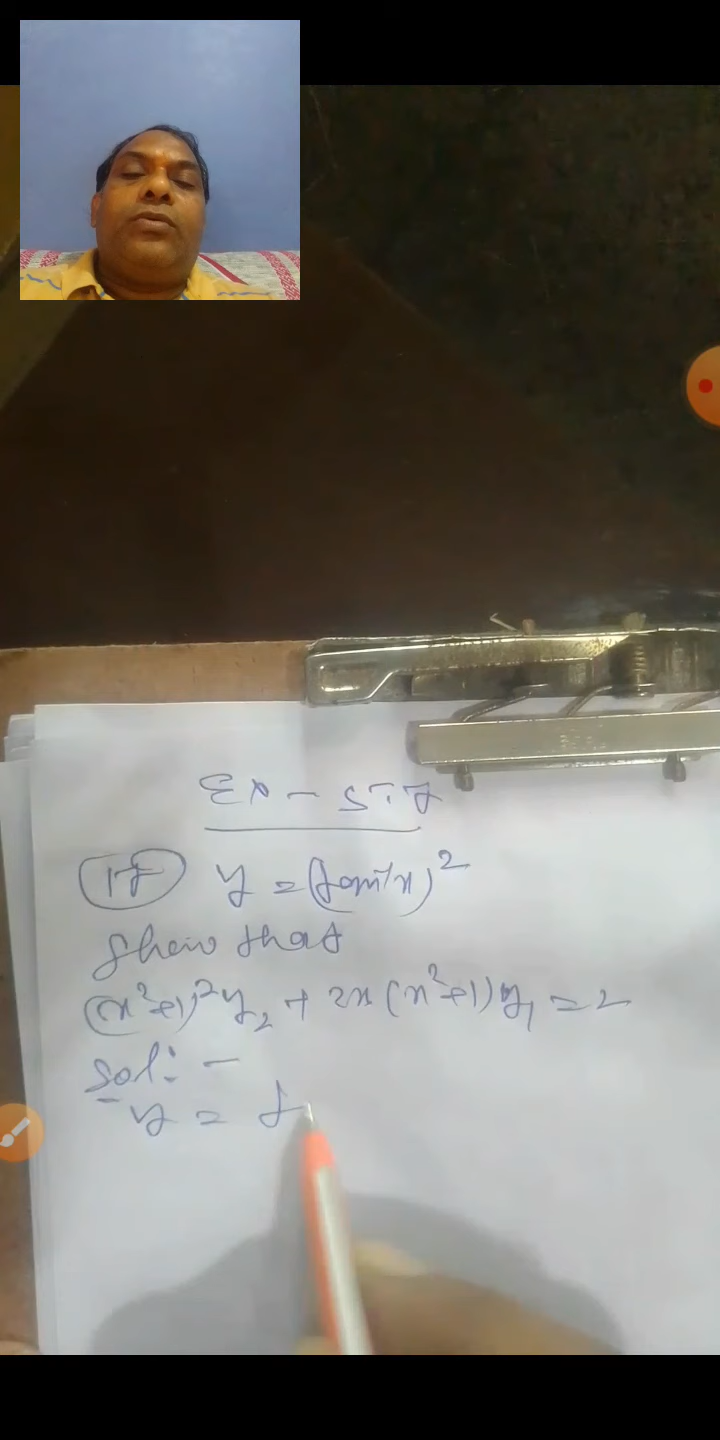 Ex - 5.7
17 y = (tan⁻¹x)²
Show that
(x²+1)²y₂ + 2x(x²+1)y₁ = 2
Sol: -
y =